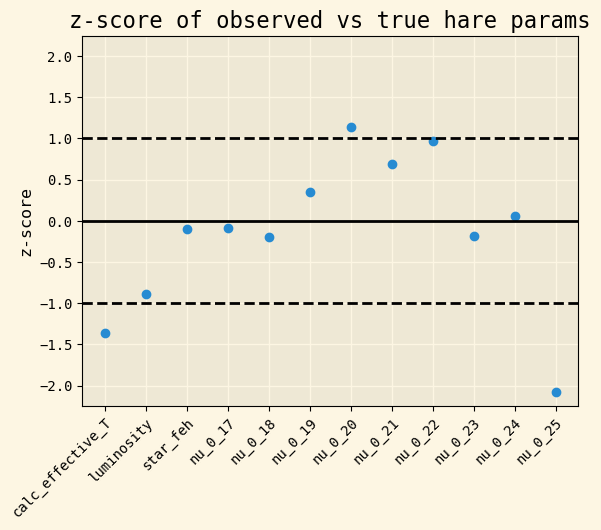 z-score of observed vs true hare params
z-score
2.0
1.5
1.0
0.5
0.0
−0.5
−1.0
−1.5
−2.0
calc_effective_T
luminosity
star_feh
nu_0_17
nu_0_18
nu_0_19
nu_0_20
nu_0_21
nu_0_22
nu_0_23
nu_0_24
nu_0_25